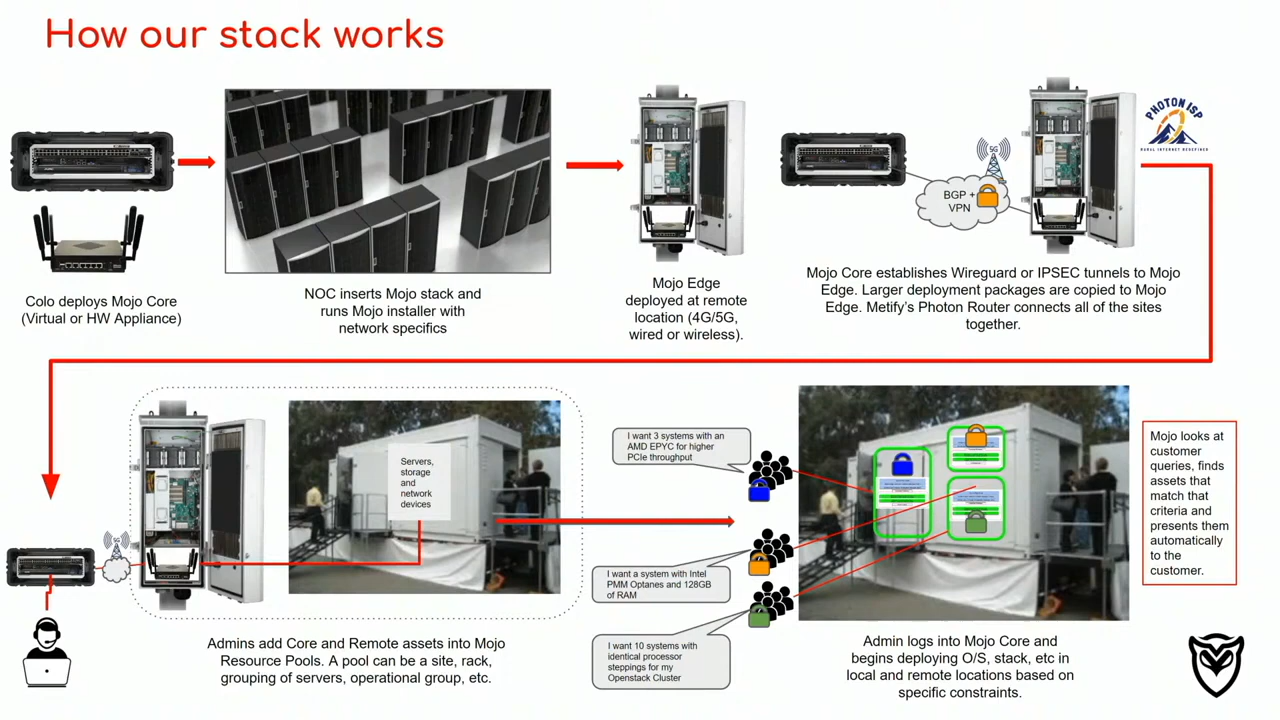 How our stack works
Colo deploys Mojo Core
(Virtual or HW Appliance)
NOC inserts Mojo stack and
runs Mojo installer with
network specifics
Mojo Edge
deployed at remote
location (4G/5G,
wired or wireless).
5G
BGP +
VPN
PHOTON ISP
RURAL INTERNET REDEFINED
Mojo Core establishes Wireguard or IPSEC tunnels to Mojo
Edge. Larger deployment packages are copied to Mojo
Edge. Metify's Photon Router connects all of the sites
together.
Servers,
storage
and
network
devices
Admins add Core and Remote assets into Mojo
Resource Pools. A pool can be a site, rack,
grouping of servers, operational group, etc.
I want 3 systems with an
AMD EPYC for higher
PCIe throughput
I want a system with Intel
PMM Optanes and 128GB
of RAM
I want 10 systems with
identical processor
steppings for my
Openstack Cluster
Admin logs into Mojo Core and
begins deploying O/S, stack, etc in
local and remote locations based on
specific constraints.
Mojo looks at
customer
queries, finds
assets that
match that
criteria and
presents them
automatically
to the
customer.